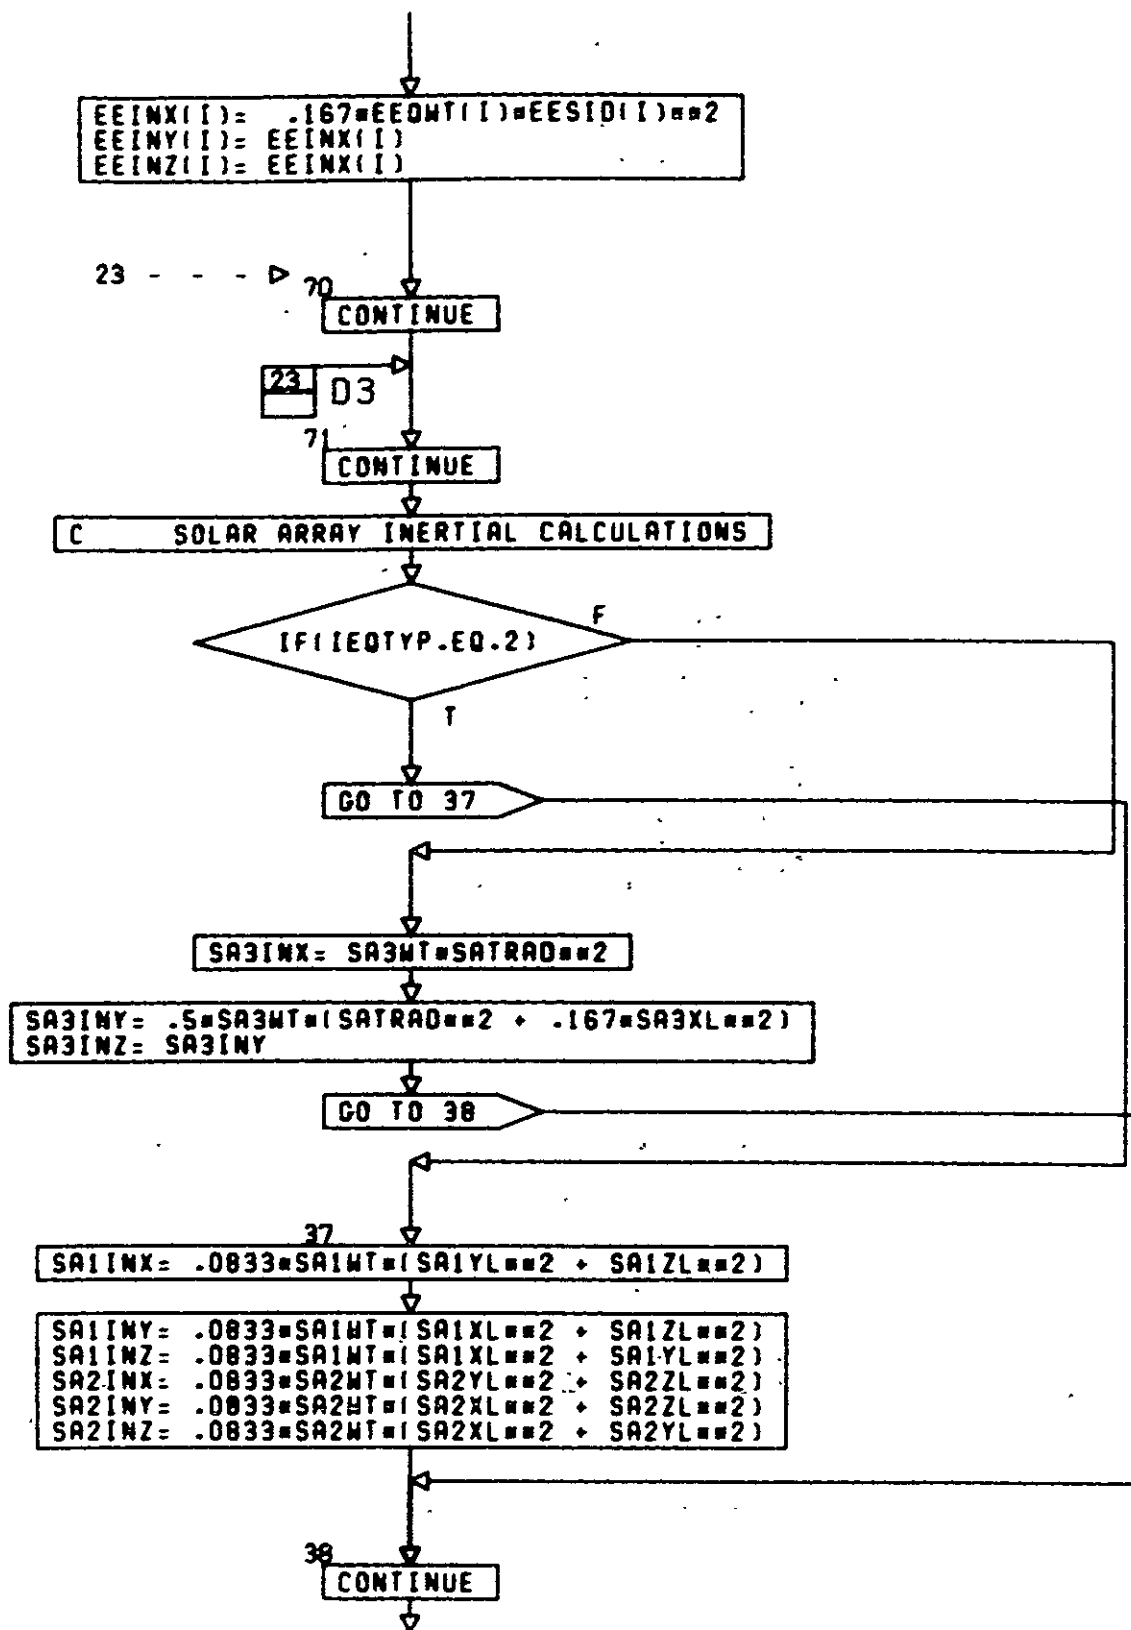 EEINX(I)= .167*EEQWT(I)*EESID(I)**2
EEINY(I)= EEINX(I)
EEINZ(I)= EEINX(I)
23 - - -
70
CONTINUE
23
D3
71
CONTINUE
C SOLAR ARRAY INERTIAL CALCULATIONS
IF(IEQTYP.EQ.2)
F
T
GO TO 37
SA3INX= SA3WT*SATRAD**2
SA3INY= .5*SA3WT*(SATRAD**2 + .167*SA3XL**2)
SA3INZ= SA3INY
GO TO 38
37
SA1INX= .0833*SA1WT*(SA1YL**2 + SA1ZL**2)
SA1INY= .0833*SA1WT*(SA1XL**2 + SA1ZL**2)
SA1INZ= .0833*SA1WT*(SA1XL**2 + SA1YL**2)
SA2INX= .0833*SA2WT*(SA2YL**2 + SA2ZL**2)
SA2INY= .0833*SA2WT*(SA2XL**2 + SA2ZL**2)
SA2INZ= .0833*SA2WT*(SA2XL**2 + SA2YL**2)
38
CONTINUE